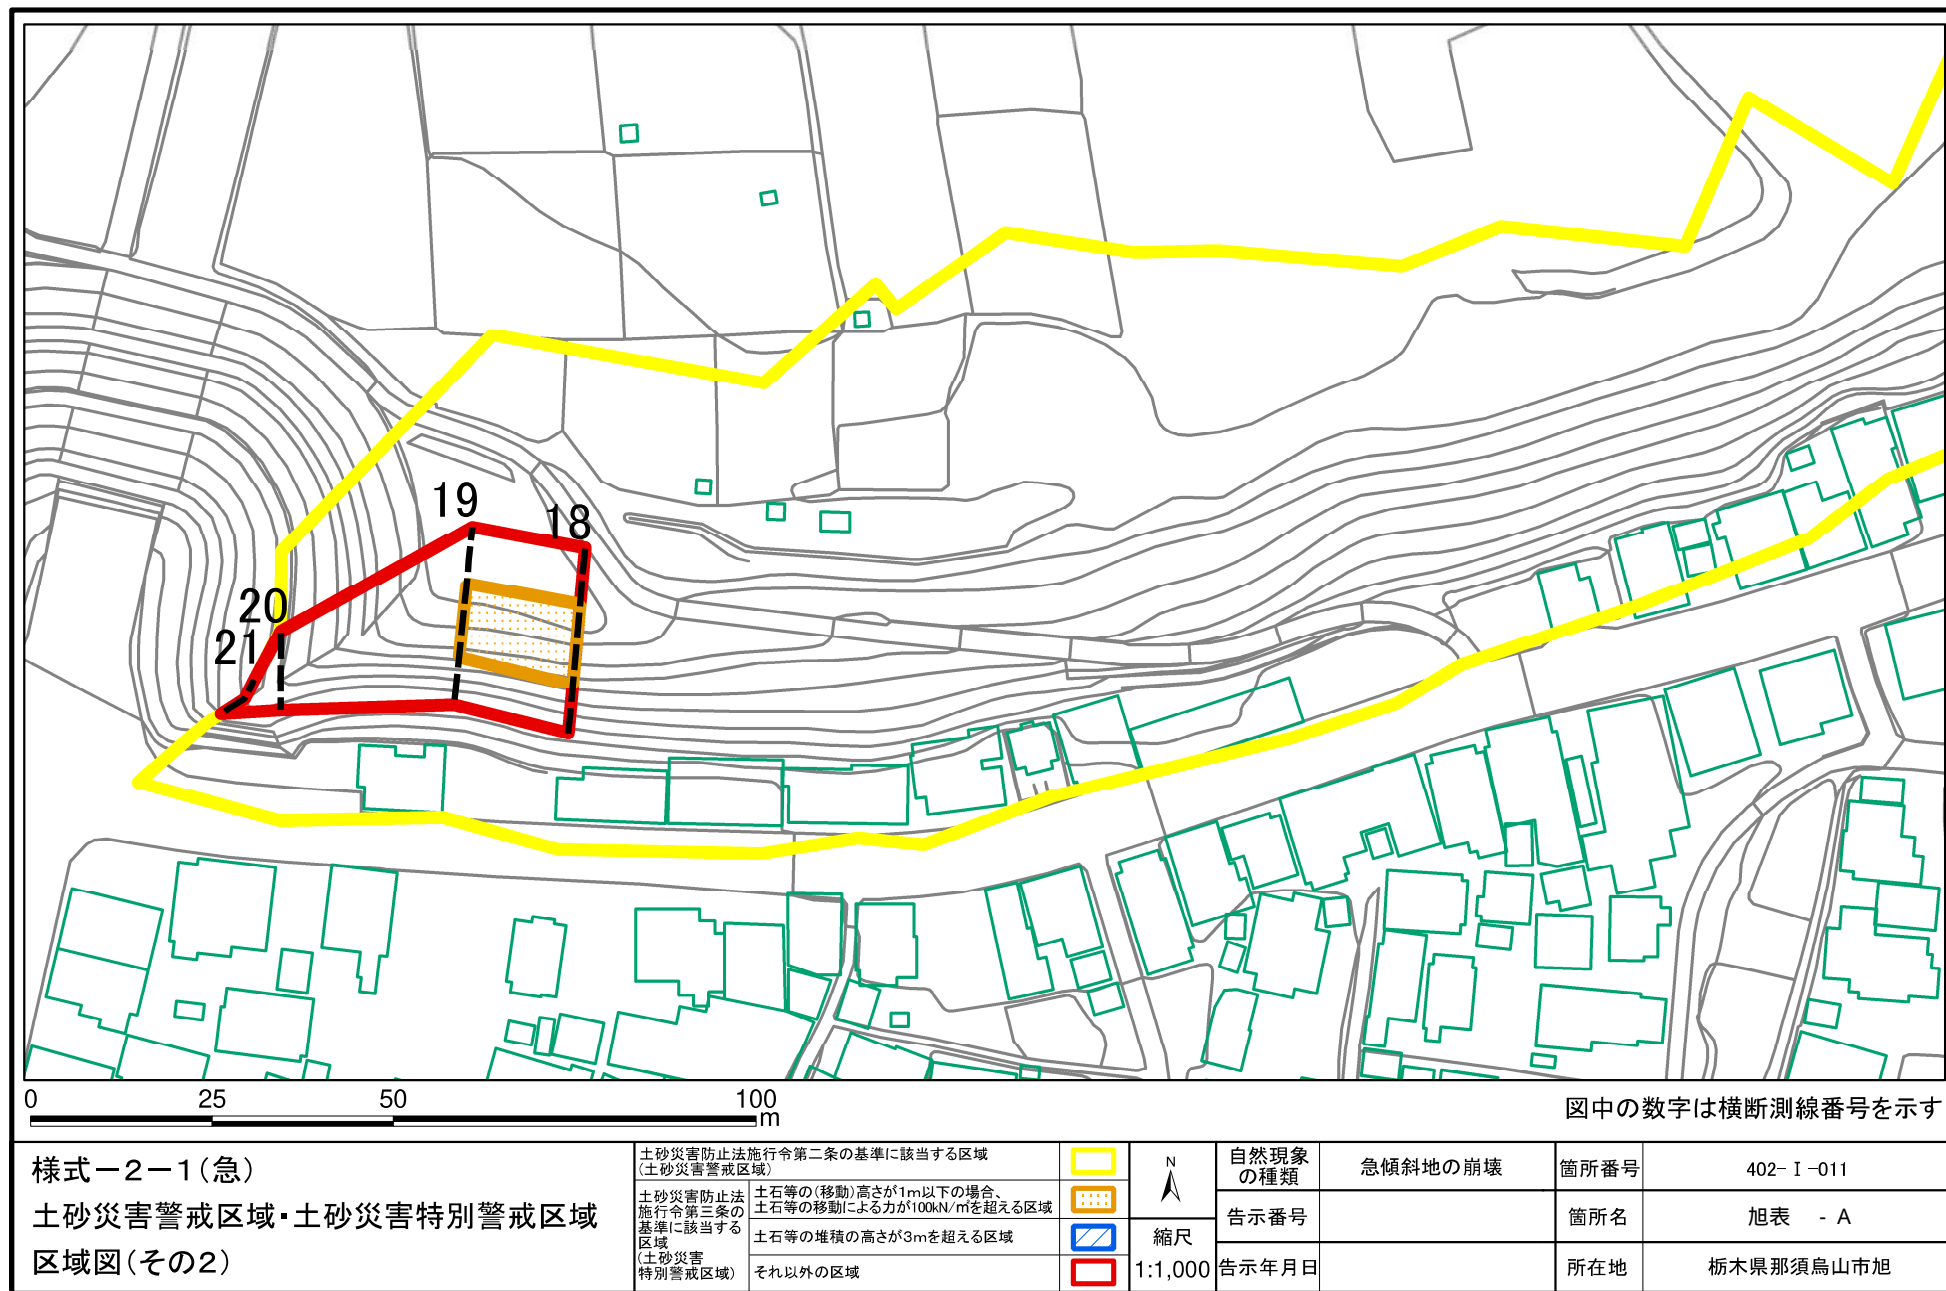 19
18
20
21
0 25 50 100
m
図中の数字は横断測線番号を示す
様式－2－1(急)
土砂災害警戒区域・土砂災害特別警戒区域
区域図(その2)
土砂災害防止法施行令第二条の基準に該当する区域
(土砂災害警戒区域)
土砂災害防止法
施行令第三条の
基準に該当する
区域
(土砂災害
特別警戒区域)
土石等の(移動)高さが1m以下の場合、
土石等の移動による力が100kN/㎡を超える区域
土石等の堆積の高さが3mを超える区域
それ以外の区域
N
縮尺
1:1,000
自然現象
の種類
急傾斜地の崩壊
箇所番号
402-Ⅰ-011
告示番号
箇所名
旭表 - A
告示年月日
所在地
栃木県那須烏山市旭